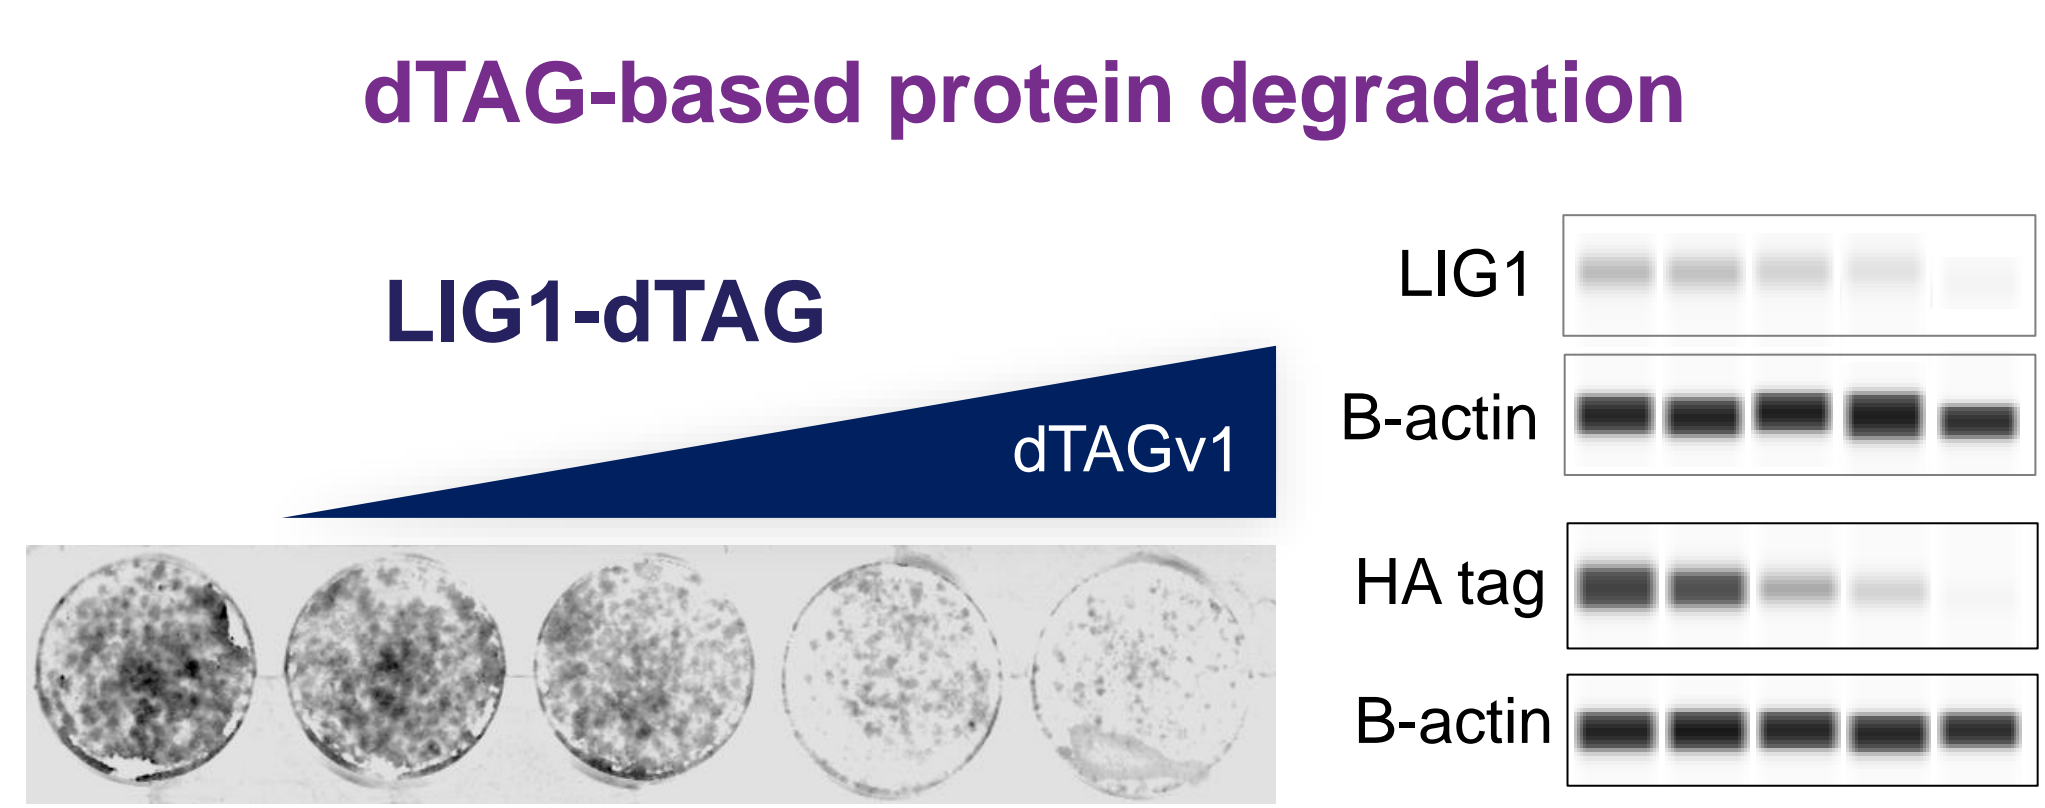 dTAG-based protein degradation
LIG1-dTAG
dTAGv1
LIG1
B-actin
HA tag
B-actin